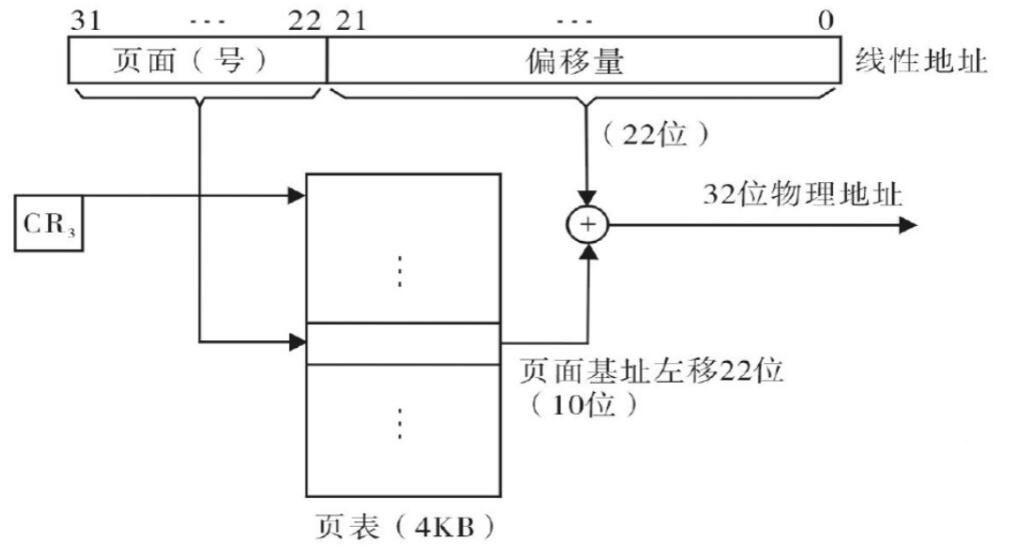 31 ··· 22 21 ··· 0
页面（号） 偏移量 线性地址
（22位）
32位物理地址
CR₃
+
⋮
页面基址左移22位
（10位）
⋮
页表（4KB）